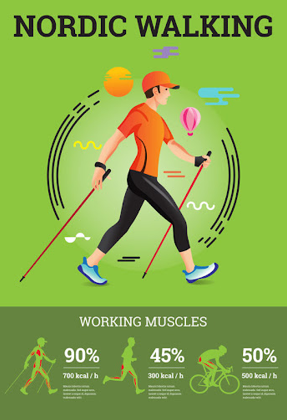 NORDIC WALKING
WORKING MUSCLES
90%
700 kcal / h
45%
300 kcal / h
50%
500 kcal / h